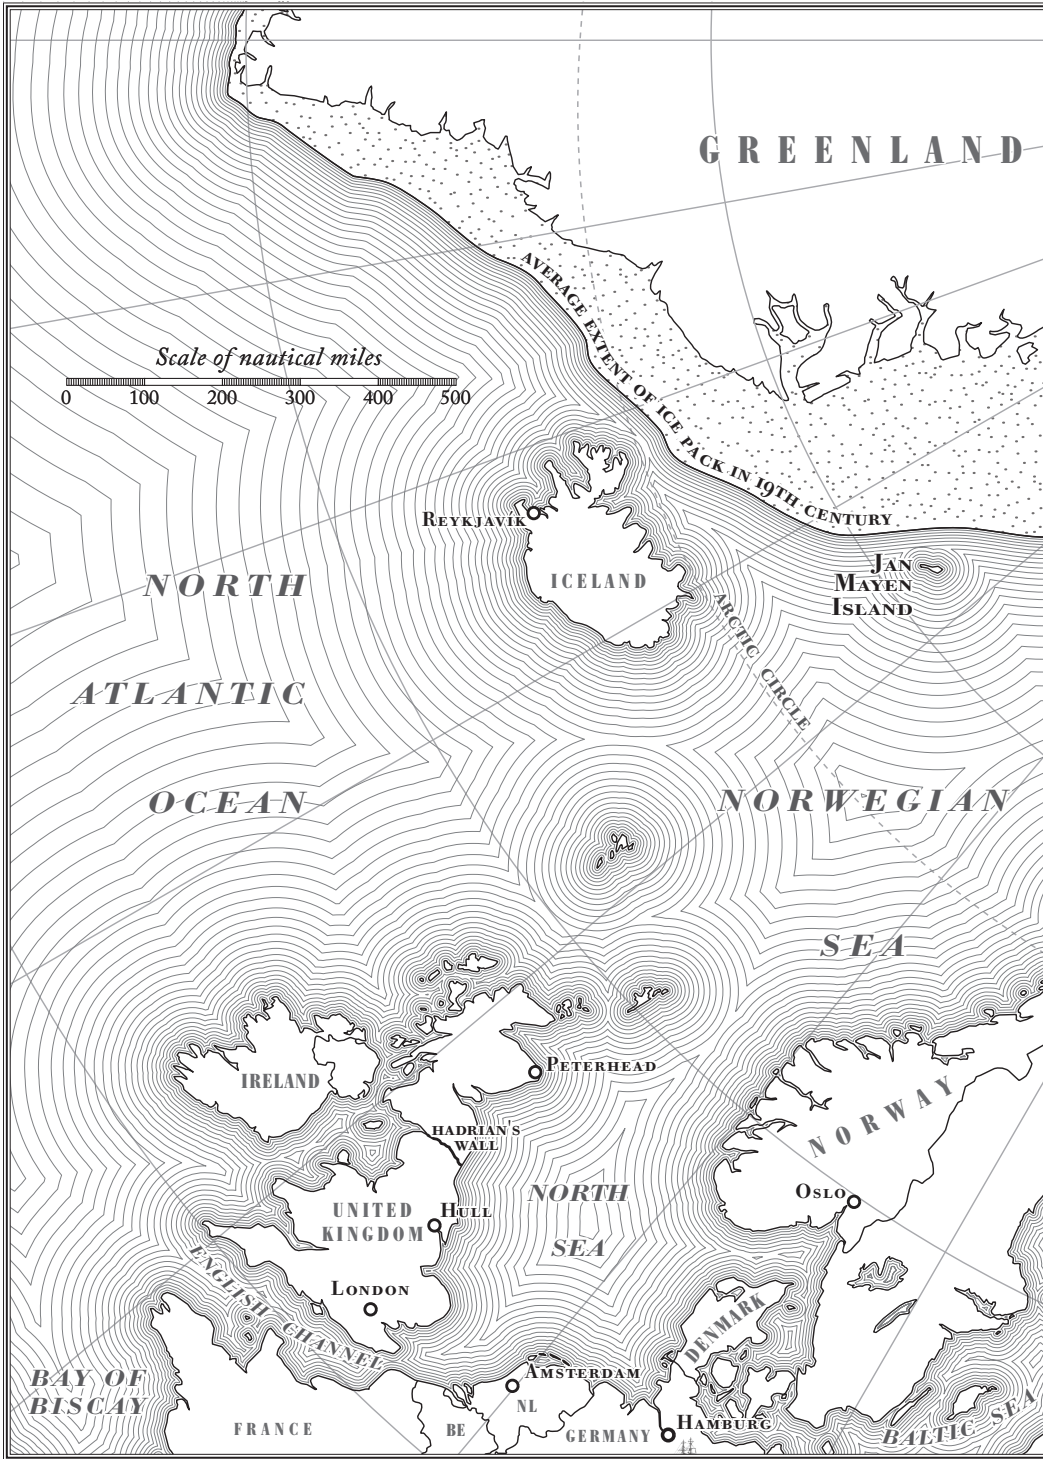 GREENLAND
AVERAGE EXTENT OF ICE PACK IN 19TH CENTURY
Scale of nautical miles
0 100 200 300 400 500
REYKJAVIK
ICELAND
JAN
MAYEN
ISLAND
ARCTIC CIRCLE
NORTH
ATLANTIC
OCEAN
NORWEGIAN
SEA
IRELAND
PETERHEAD
NORWAY
HADRIAN'S
WALL
OSLO
NORTH
SEA
UNITED
KINGDOM
HULL
LONDON
ENGLISH CHANNEL
DENMARK
BAY OF
BISCAY
AMSTERDAM
NL
FRANCE
BE
GERMANY
HAMBURG
BALTIC SEA